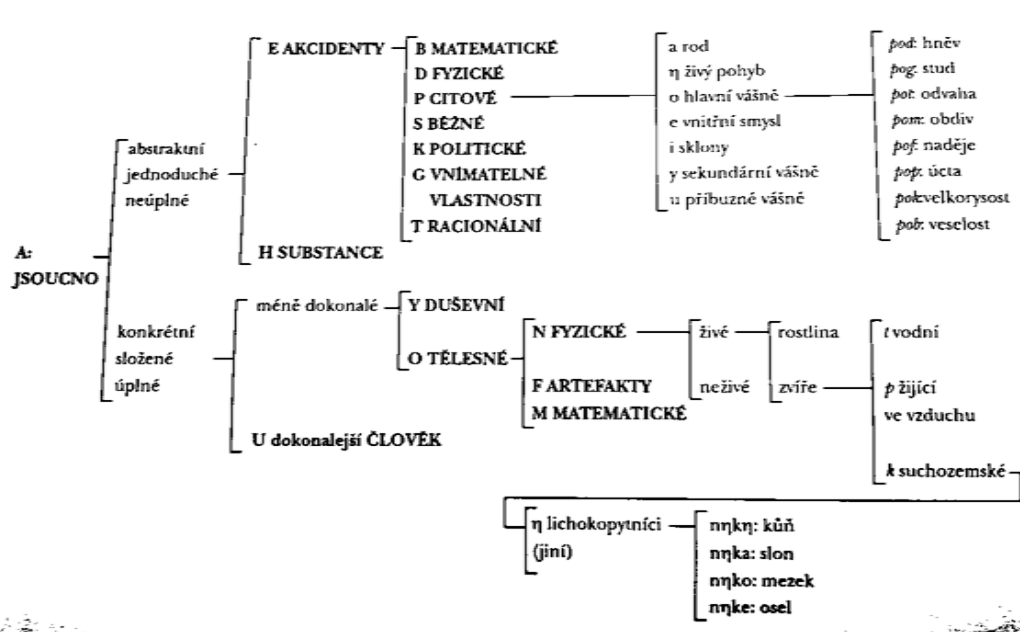 A:
JSOUCNO
abstraktní
jednoduché
neúplné
konkrétní
složené
úplné
E AKCIDENTY
H SUBSTANCE
B MATEMATICKÉ
D FYZICKÉ
P CITOVÉ
S BĚŽNÉ
K POLITICKÉ
G VNÍMATELNÉ
VLASTNOSTI
T RACIONÁLNÍ
a rod
η živý pohyb
o hlavní vášně
e vnitřní smysl
i sklony
y sekundární vášně
u příbuzné vášně
pod: hněv
pog: stud
pot: odvaha
pom: obdiv
pof: naděje
pop: úcta
pok:velkorysost
pob: veselost
méně dokonalé
U dokonalejší ČLOVĚK
Y DUŠEVNÍ
O TĚLESNÉ
N FYZICKÉ
F ARTEFAKTY
M MATEMATICKÉ
živé
neživé
rostlina
zvíře
t vodní
p žijící
ve vzduchu
k suchozemské
η lichokopytníci
(jiní)
nηkη: kůň
nηka: slon
nηko: mezek
nηke: osel